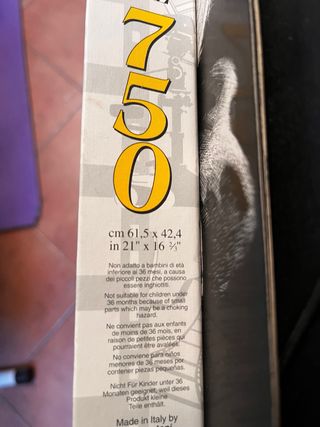 750
cm 61,5 x 42,4
in 21" x 16 ⅔"
Non adatto a bambini di età
inferiore ai 36 mesi, a causa
dei piccoli pezzi che possono
essere inghiottiti.
Not suitable for children under
36 months because of small
parts which may be a choking
hazard.
Ne convient pas aux enfants
de moins de 36 mois, en
raison de petites pièces qui
pourraient être avalées.
No conviene para niños
menores de 36 meses por
contener piezas pequeñas.
Nicht Für Kinder unter 36
Monaten geeignet, weil dieses
Produkt kleine
Teile enthält.
Made in Italy by